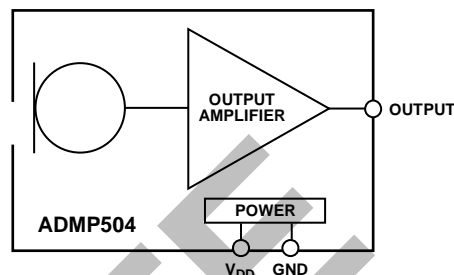 OUTPUT
AMPLIFIER
OUTPUT
POWER
ADMP504
VDD GND